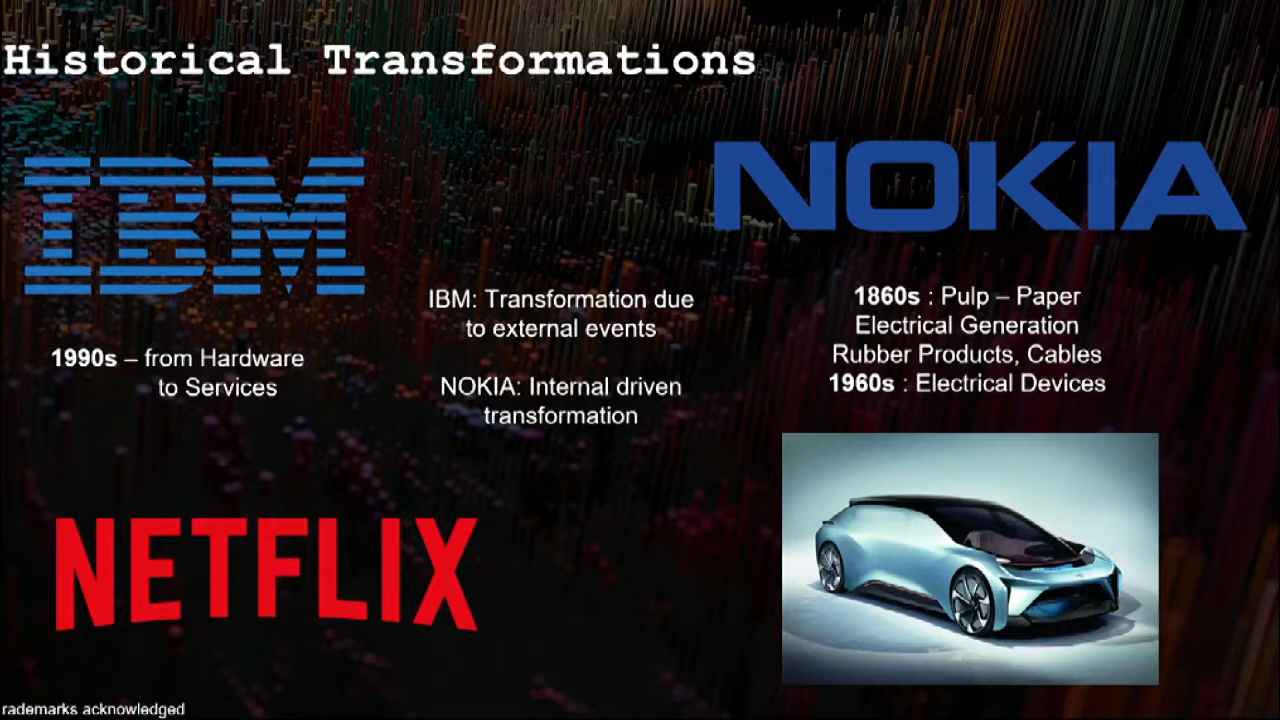 Historical Transformations
IBM
NOKIA
1990s – from Hardware
to Services
IBM: Transformation due
to external events
NOKIA: Internal driven
transformation
1860s : Pulp – Paper
Electrical Generation
Rubber Products, Cables
1960s : Electrical Devices
NETFLIX
rademarks acknowledged